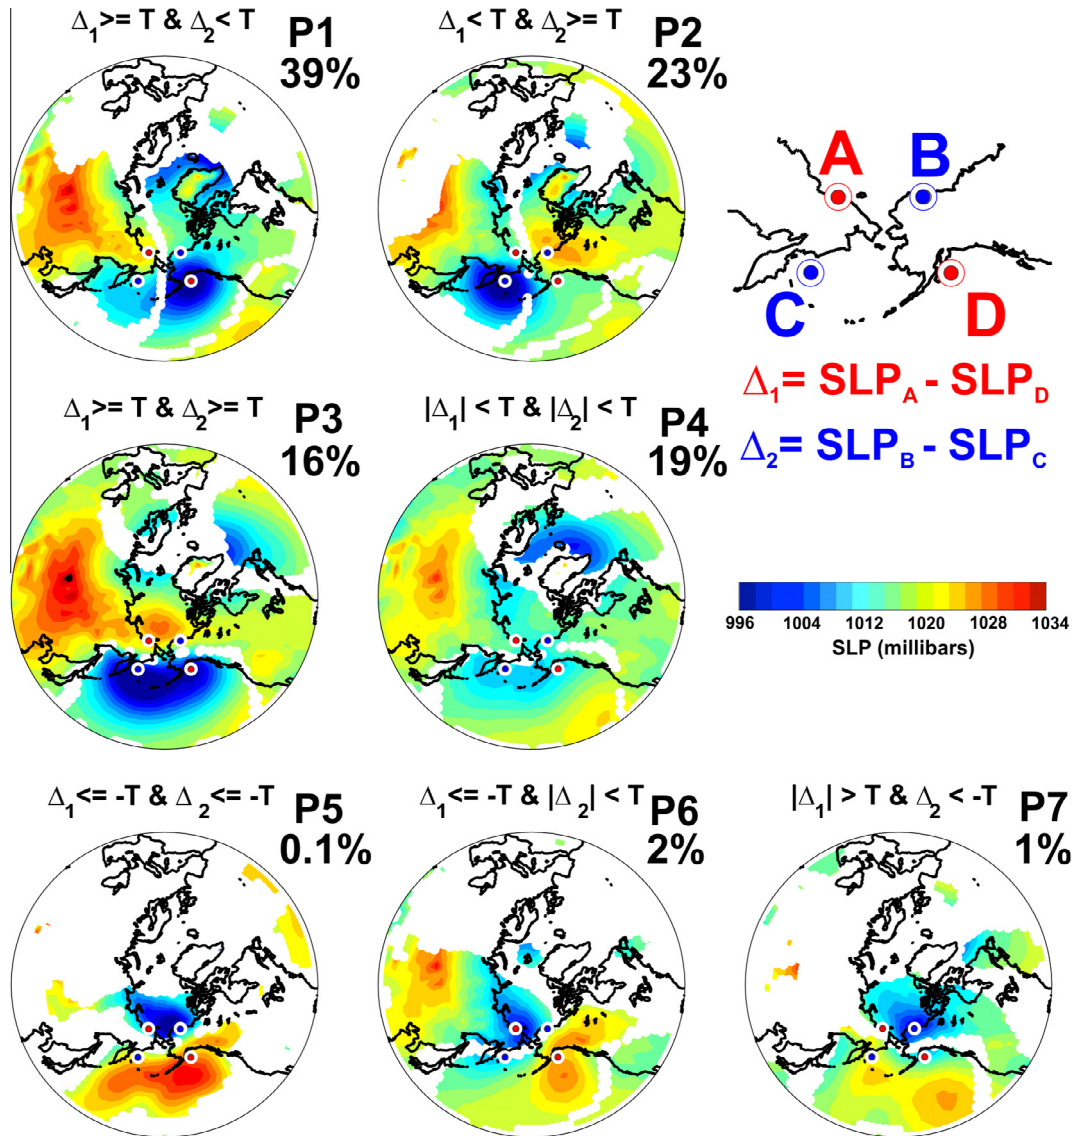 Δ1>= T & Δ2< T
P1
39%
Δ1< T & Δ2>= T
P2
23%
A
B
C
D
Δ1= SLPA - SLPD
Δ2= SLPB - SLPC
Δ1>= T & Δ2>= T
P3
16%
|Δ1| < T & |Δ2| < T
P4
19%
996 1004 1012 1020 1028 1034
SLP (millibars)
Δ1<= -T & Δ2<= -T
P5
0.1%
Δ1<= -T & |Δ2| < T
P6
2%
|Δ1| > T & Δ2 < -T
P7
1%